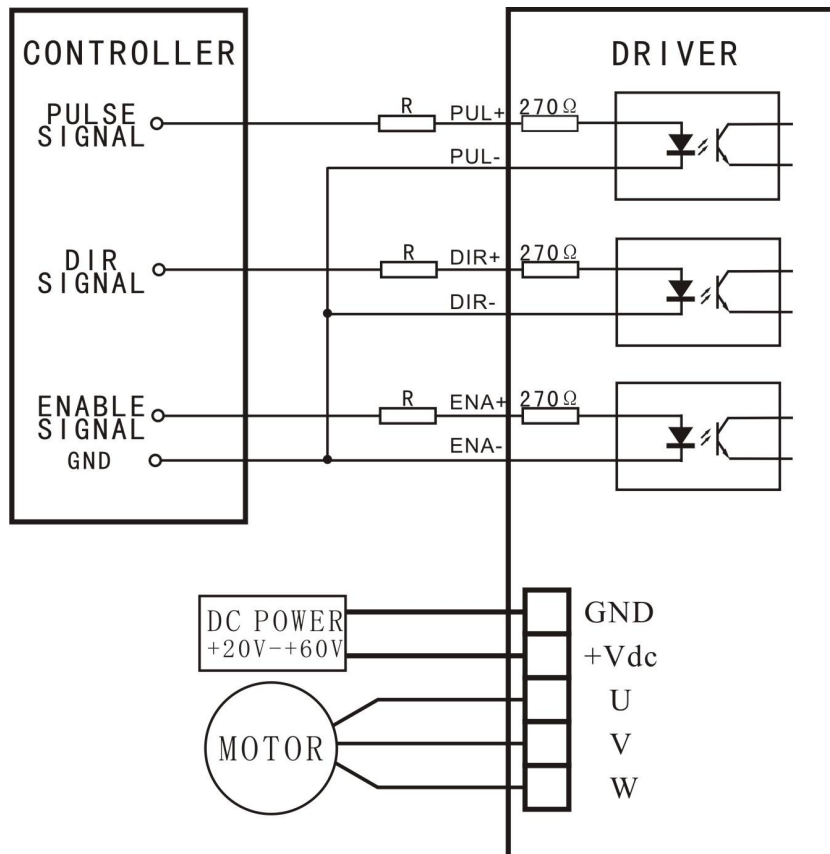 CONTROLLER
DRIVER
PULSE
SIGNAL
R
PUL+
270Ω
PUL-
DIR
SIGNAL
R
DIR+
270Ω
DIR-
ENABLE
SIGNAL
R
ENA+
270Ω
GND
ENA-
DC POWER
+20V-+60V
GND
+Vdc
U
MOTOR
V
W